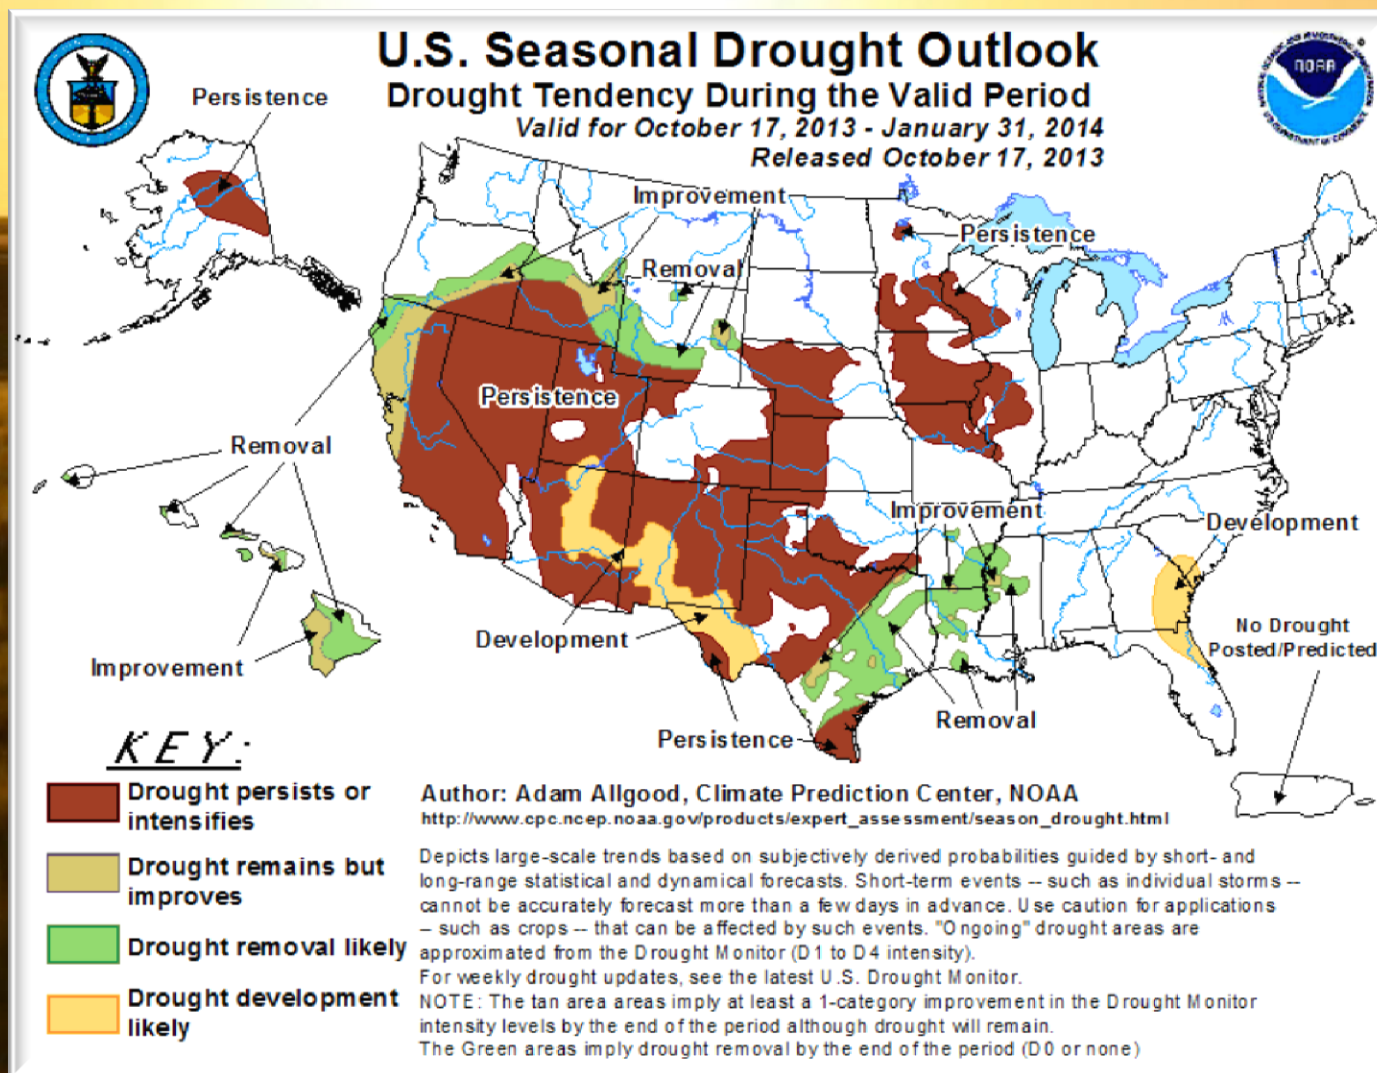 U.S. Seasonal Drought Outlook
Drought Tendency During the Valid Period
Valid for October 17, 2013 - January 31, 2014
Released October 17, 2013
NOAA
Persistence
Improvement
Persistence
Removal
Persistence
Removal
Improvement
Development
Development
No Drought
Posted/Predicted
Improvement
Removal
Persistence
KEY:
Drought persists or
intensifies
Drought remains but
improves
Drought removal likely
Drought development
likely
Author: Adam Allgood, Climate Prediction Center, NOAA
http://www.cpc.ncep.noaa.gov/products/expert_assessment/season_drought.html
Depicts large-scale trends based on subjectively derived probabilities guided by short- and
long-range statistical and dynamical forecasts. Short-term events -- such as individual storms --
cannot be accurately forecast more than a few days in advance. Use caution for applications
-- such as crops -- that can be affected by such events. "Ongoing" drought areas are
approximated from the Drought Monitor (D1 to D4 intensity).
For weekly drought updates, see the latest U.S. Drought Monitor.
NOTE: The tan area areas imply at least a 1-category improvement in the Drought Monitor
intensity levels by the end of the period although drought will remain.
The Green areas imply drought removal by the end of the period (D0 or none)